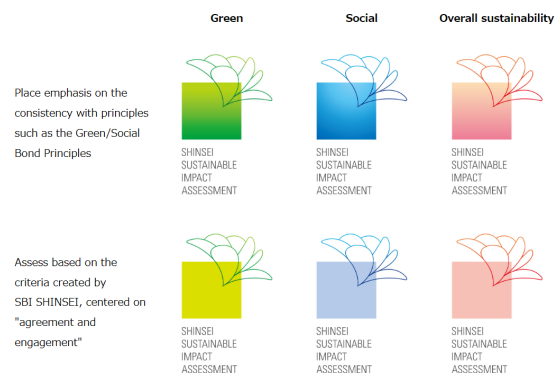 Green
Social
Overall sustainability
Place emphasis on the
consistency with principles
such as the Green/Social
Bond Principles
SHINSEI
SUSTAINABLE
IMPACT
ASSESSMENT
SHINSEI
SUSTAINABLE
IMPACT
ASSESSMENT
SHINSEI
SUSTAINABLE
IMPACT
ASSESSMENT
Assess based on the
criteria created by
SBI SHINSEI, centered on
"agreement and
engagement"
SHINSEI
SUSTAINABLE
IMPACT
ASSESSMENT
SHINSEI
SUSTAINABLE
IMPACT
ASSESSMENT
SHINSEI
SUSTAINABLE
IMPACT
ASSESSMENT